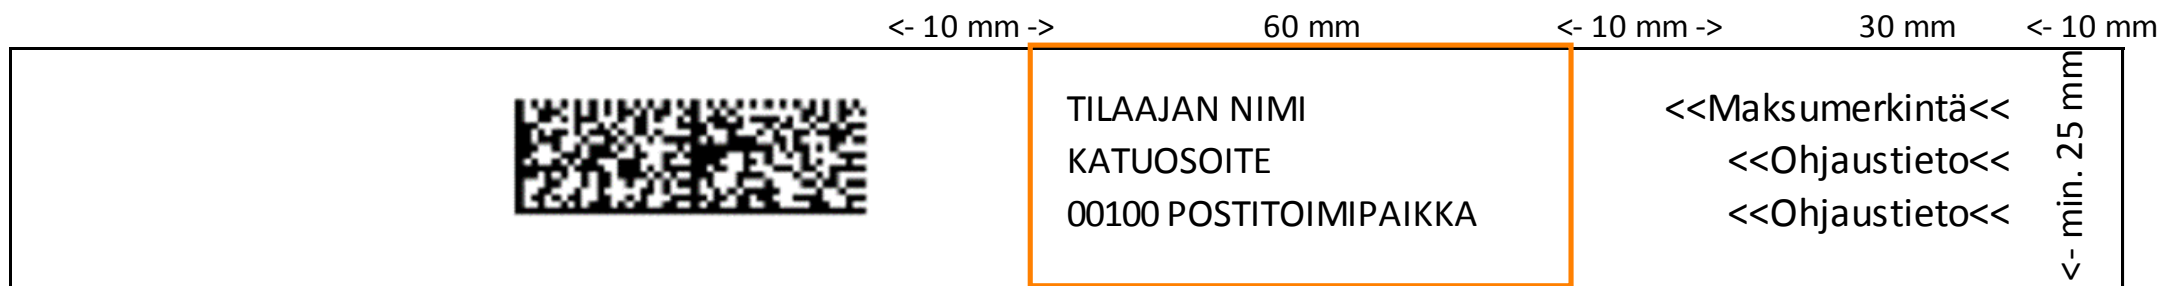 <- 10 mm -> 60 mm <- 10 mm -> 30 mm <- 10 mm
TILAAJAN NIMI <<Maksumerkintä<<
KATUOSOITE <<Ohjaustieto<<
00100 POSTITOIMIPAIKKA <<Ohjaustieto<<
<- min. 25 mm